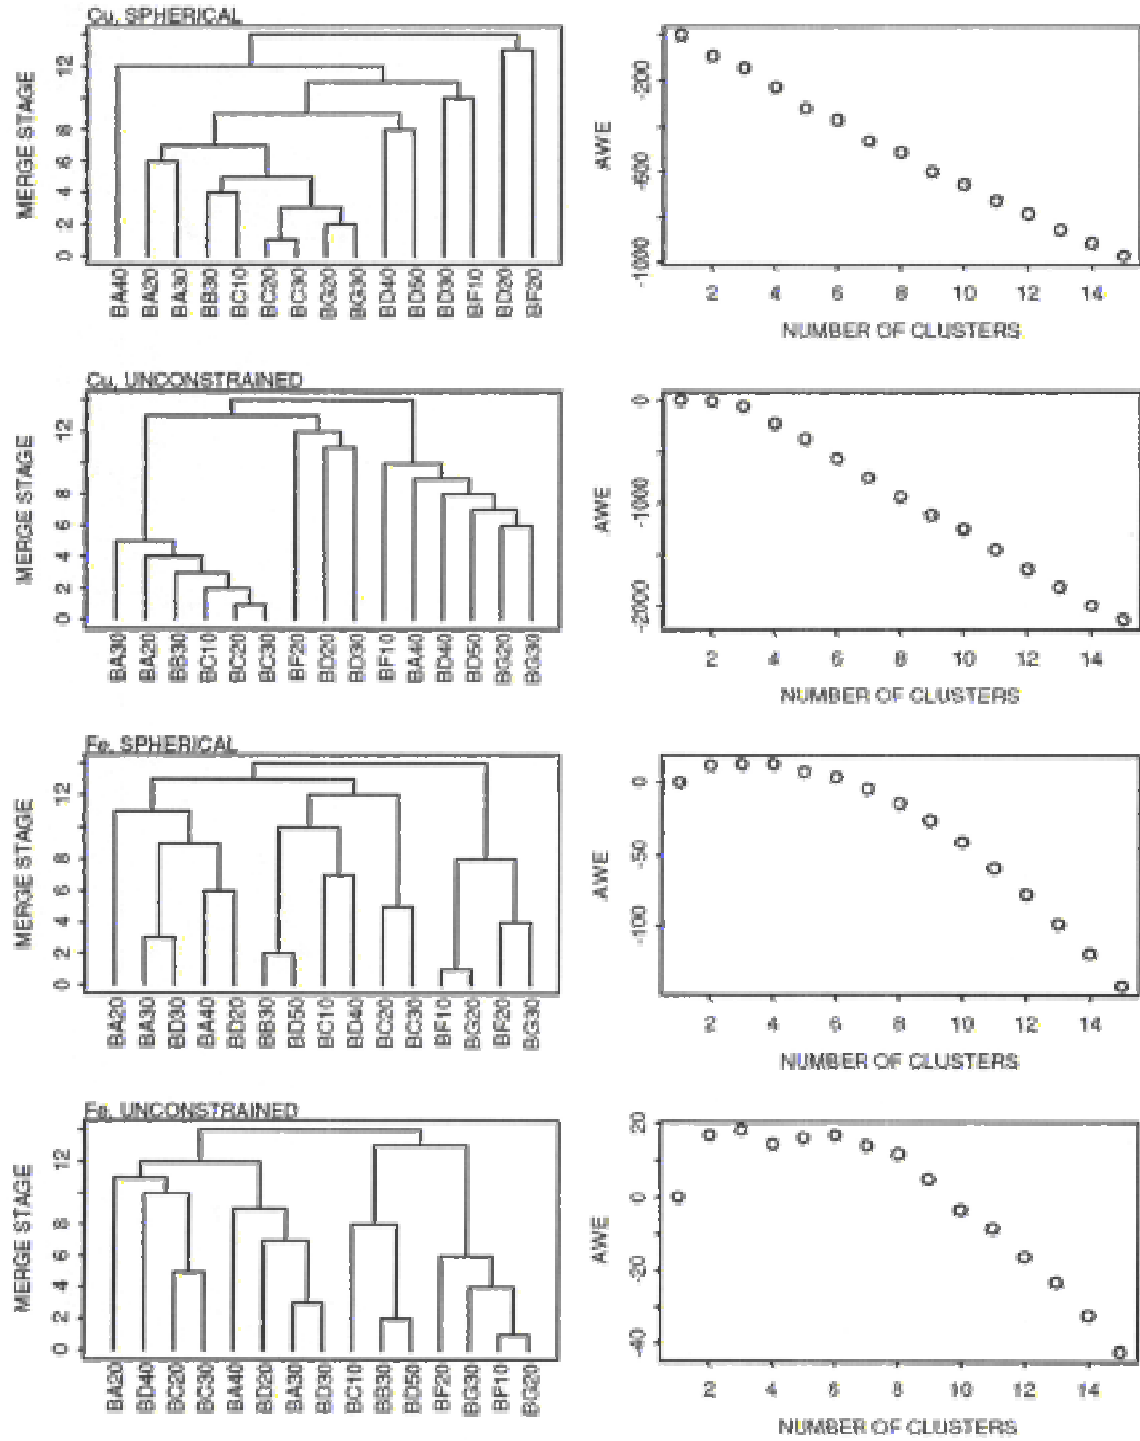 Cu, SPHERICAL
MERGE STAGE
0 2 4 6 8 12
BA40 BA20 BA30 BB30 BC10 BC20 BC30 BG20 BG30 BD40 BD50 BD30 BF10 BD20 BF20
AWE
-200 -600 -1000
2 4 6 8 10 12 14
NUMBER OF CLUSTERS
Cu, UNCONSTRAINED
MERGE STAGE
0 2 4 6 8 12
BA30 BA20 BB30 BC10 BC20 BC30 BF20 BD20 BD30 BF10 BA40 BD40 BD50 BG20 BG30
AWE
0 -1000 -2000
2 4 6 8 10 12 14
NUMBER OF CLUSTERS
Fe, SPHERICAL
MERGE STAGE
0 2 4 6 8 12
BA20 BA30 BD30 BA40 BD20 BB30 BD50 BC10 BD40 BC20 BC30 BF10 BG20 BF20 BG30
AWE
0 -50 -100
2 4 6 8 10 12 14
NUMBER OF CLUSTERS
Fe, UNCONSTRAINED
MERGE STAGE
0 2 4 6 8 12
BA20 BD40 BC20 BC30 BA40 BD20 BA30 BD30 BC10 BB30 BD50 BF20 BG30 BF10 BG20
AWE
20 0 -20 -40
2 4 6 8 10 12 14
NUMBER OF CLUSTERS